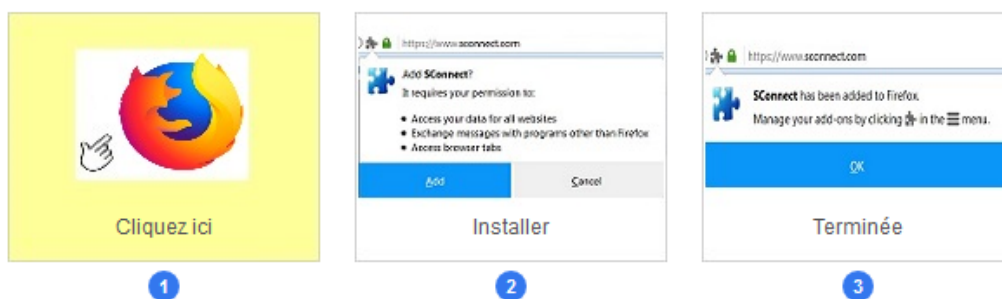 https://www.sconnect.com
Add SConnect?
It requires your permission to:
• Access your data for all websites
• Exchange messages with programs other than Firefox
• Access browser tabs
Add
Cancel
https://www.sconnect.com
SConnect has been added to Firefox.
Manage your add-ons by clicking in the menu.
OK
Cliquez ici
Installer
Terminée
1
2
3